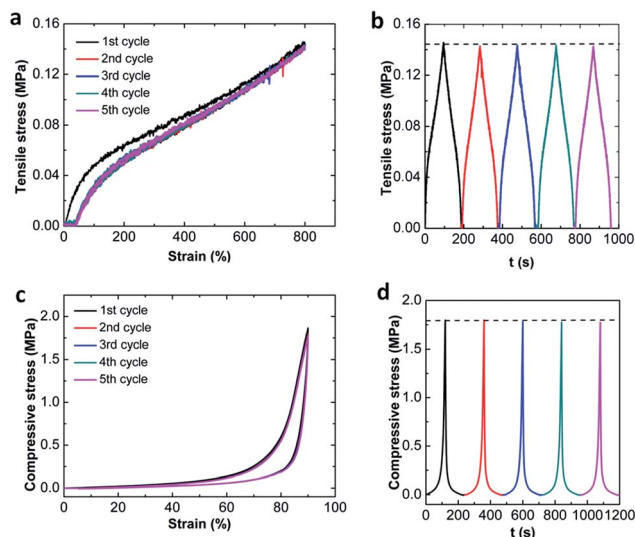 a
Tensile stress (MPa)
0.16
0.12
0.08
0.04
0.00
1st cycle
2nd cycle
3rd cycle
4th cycle
5th cycle
0 200 400 600 800
Strain (%)
b
Tensile stress (MPa)
0.16
0.12
0.08
0.04
0.00
0 200 400 600 800 1000
t (s)
c
Compressive stress (MPa)
2.0
1.5
1.0
0.5
0.0
1st cycle
2nd cycle
3rd cycle
4th cycle
5th cycle
0 20 40 60 80 100
Strain (%)
d
Compressive stress (MPa)
2.0
1.5
1.0
0.5
0.0
0 200 400 600 800 1000 1200
t (s)